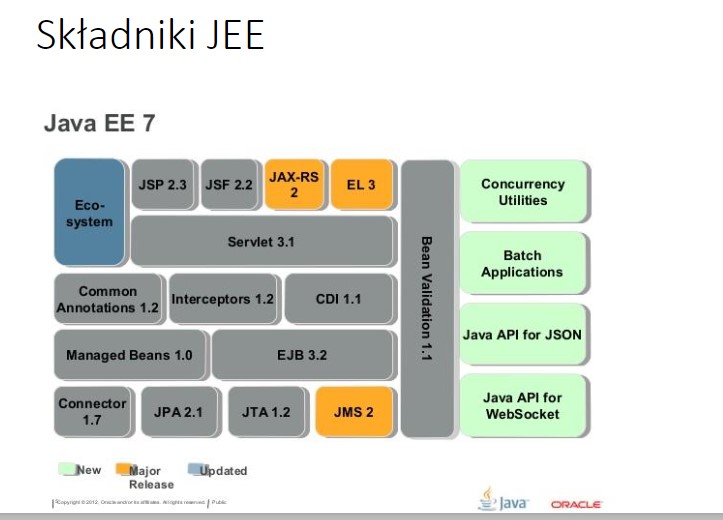 Składniki JEE
Java EE 7
Eco-
system
JSP 2.3
JSF 2.2
JAX-RS
2
EL 3
Servlet 3.1
Common
Annotations 1.2
Interceptors 1.2
CDI 1.1
Managed Beans 1.0
EJB 3.2
Connector
1.7
JPA 2.1
JTA 1.2
JMS 2
Bean Validation 1.1
Concurrency
Utilities
Batch
Applications
Java API for JSON
Java API for
WebSocket
New
Major
Release
Updated
Copyright © 2012, Oracle and/or its affiliates. All rights reserved.
Public
Java
ORACLE